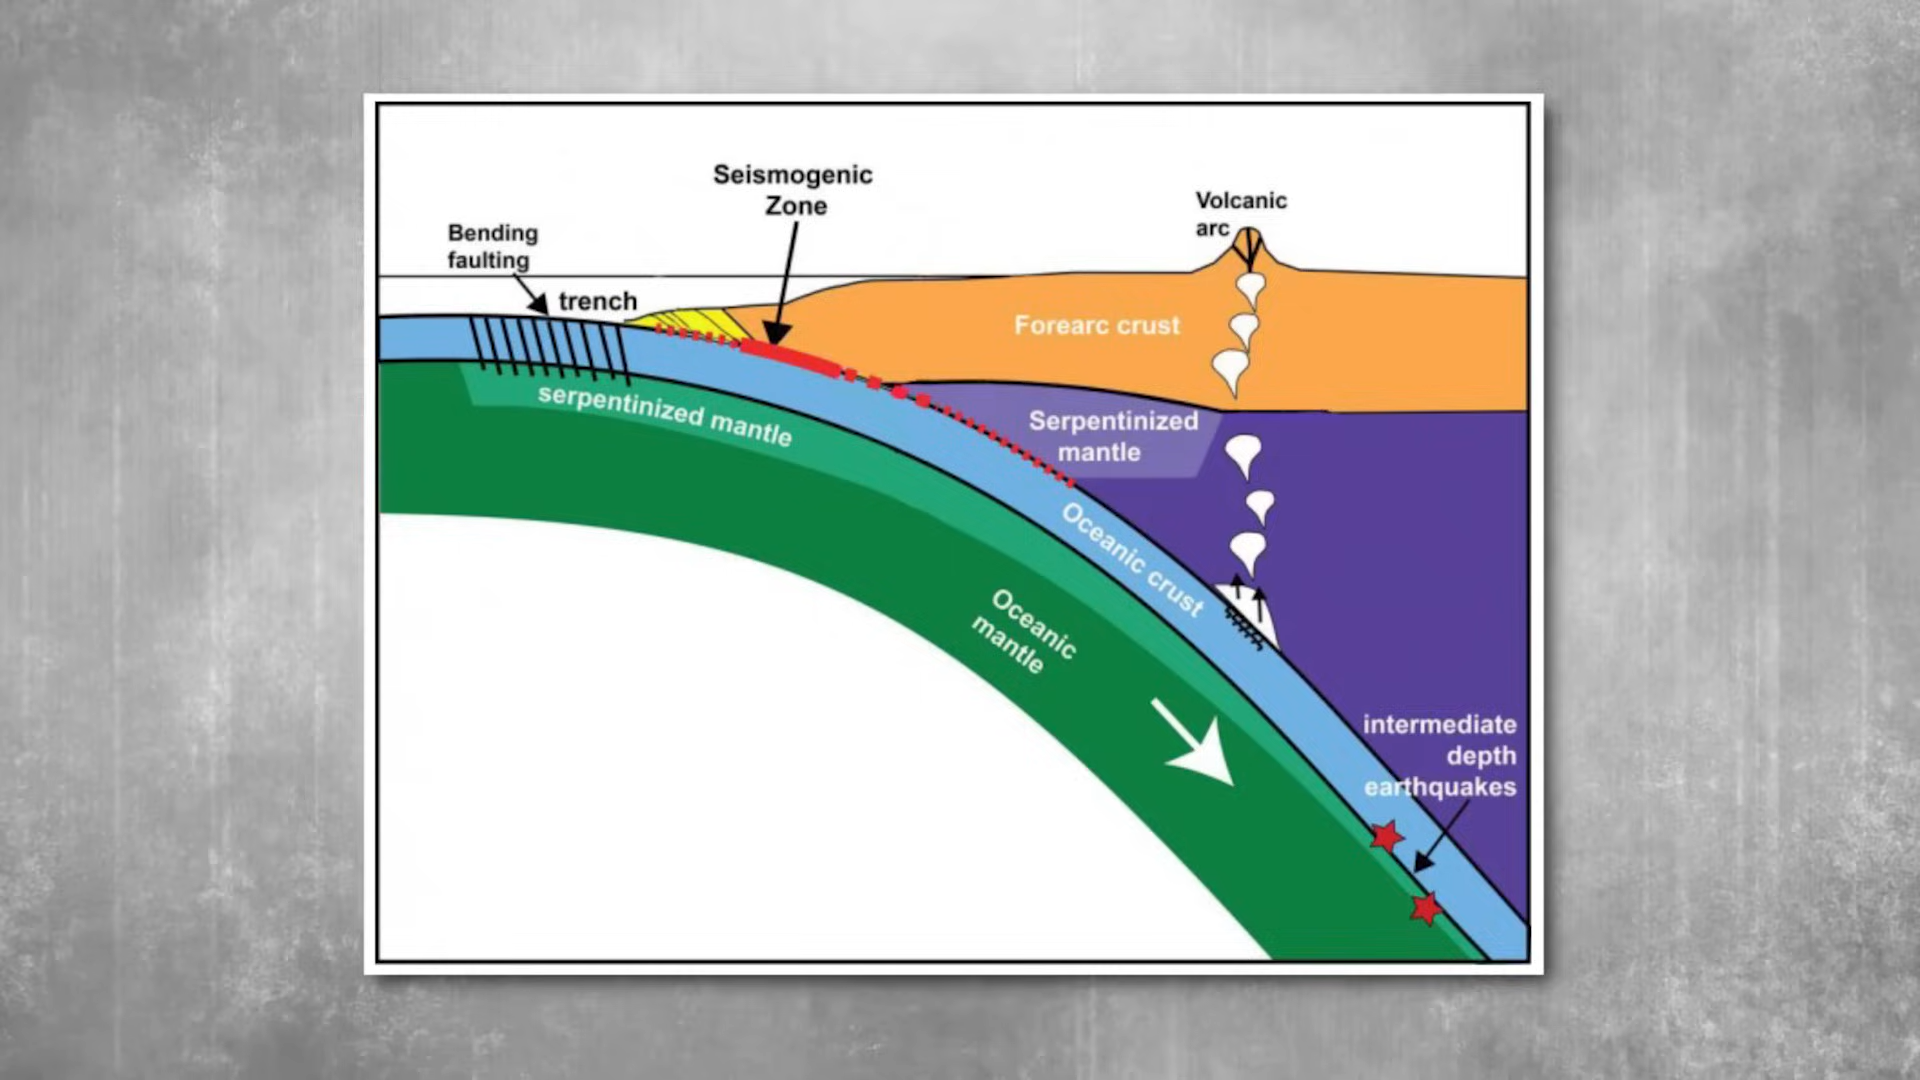 Seismogenic
Zone
Volcanic
arc
Bending
faulting
trench
Forearc crust
serpentinized mantle
Serpentinized
mantle
Oceanic crust
Oceanic
mantle
intermediate
depth
earthquakes